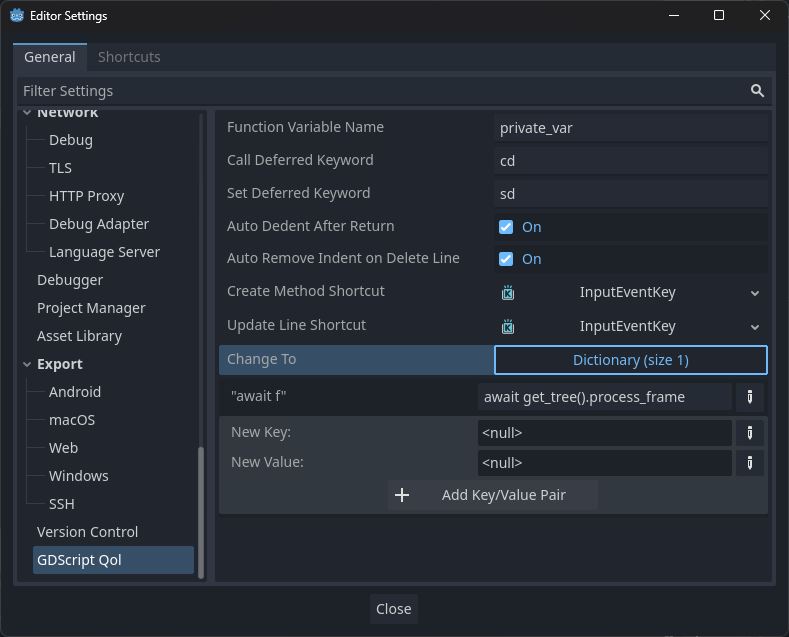 Editor Settings
General Shortcuts
Filter Settings
Network
Debug
TLS
HTTP Proxy
Debug Adapter
Language Server
Debugger
Project Manager
Asset Library
Export
Android
macOS
Web
Windows
SSH
Version Control
GDScript Qol
Function Variable Name private_var
Call Deferred Keyword cd
Set Deferred Keyword sd
Auto Dedent After Return On
Auto Remove Indent on Delete Line On
Create Method Shortcut InputEventKey
Update Line Shortcut InputEventKey
Change To Dictionary (size 1)
"await f" await get_tree().process_frame
New Key: <null>
New Value: <null>
Add Key/Value Pair
Close